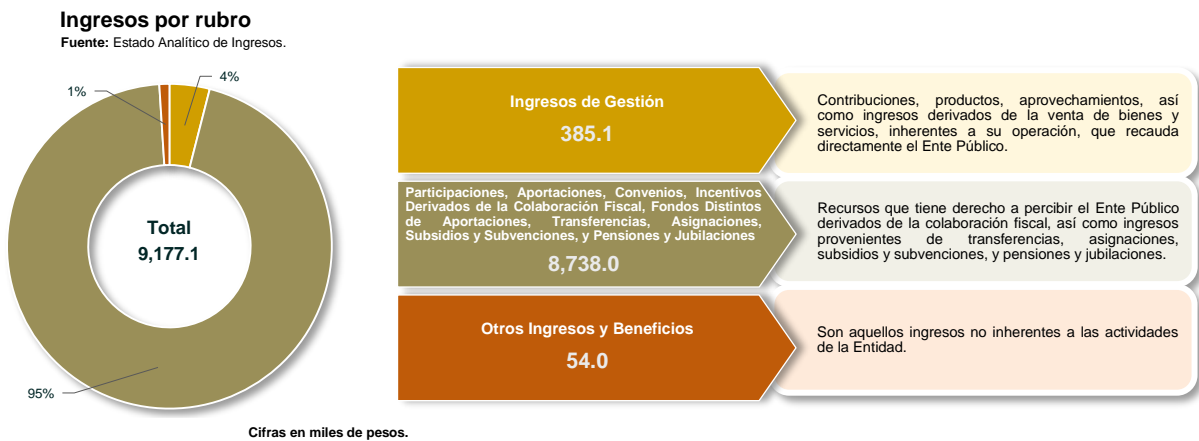 Ingresos por rubro
Fuente: Estado Analítico de Ingresos.
4%
1%
Total
9,177.1
95%
Ingresos de Gestión
385.1
Contribuciones, productos, aprovechamientos, así
como ingresos derivados de la venta de bienes y
servicios, inherentes a su operación, que recauda
directamente el Ente Público.
Participaciones, Aportaciones, Convenios, Incentivos
Derivados de la Colaboración Fiscal, Fondos Distintos
de Aportaciones, Transferencias, Asignaciones,
Subsidios y Subvenciones, y Pensiones y Jubilaciones
8,738.0
Recursos que tiene derecho a percibir el Ente Público
derivados de la colaboración fiscal, así como ingresos
provenientes de transferencias, asignaciones,
subsidios y subvenciones, y pensiones y jubilaciones.
Otros Ingresos y Beneficios
54.0
Son aquellos ingresos no inherentes a las actividades
de la Entidad.
Cifras en miles de pesos.